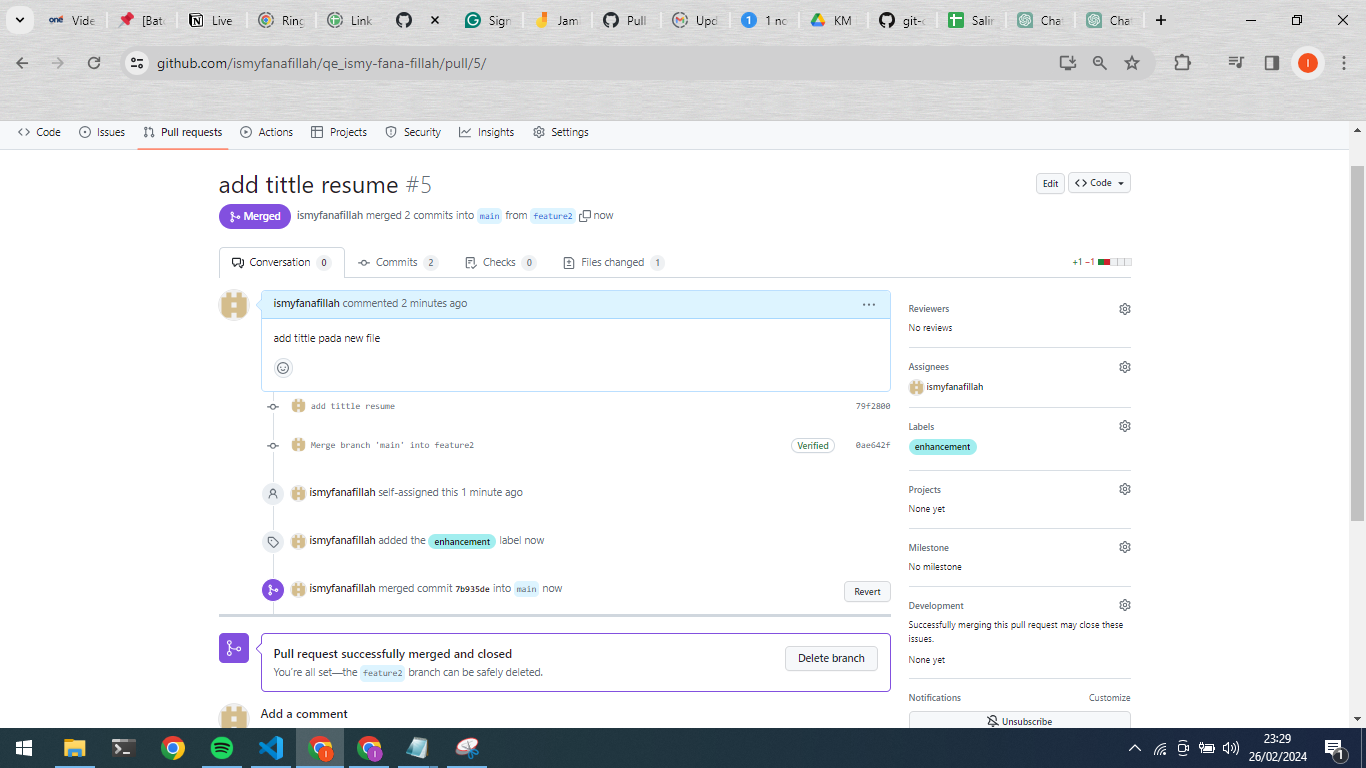 Vide
[Bate
Live
Ring
Link
Sign
Jam
Pull
Upd
1 no
KM
git-c
Salin
Cha
Cha
github.com/ismyfanafillah/qe_ismy-fana-fillah/pull/5/
Code Issues Pull requests Actions Projects Security Insights Settings
add tittle resume #5
Edit Code
Merged ismyfanafillah merged 2 commits into main from feature2 now
Conversation 0 Commits 2 Checks 0 Files changed 1
+1 −1
ismyfanafillah commented 2 minutes ago
add tittle pada new file
add tittle resume 79f2800
Merge branch 'main' into feature2 Verified 0ae642f
ismyfanafillah self-assigned this 1 minute ago
ismyfanafillah added the enhancement label now
ismyfanafillah merged commit 7b935de into main now Revert
Pull request successfully merged and closed
You're all set—the feature2 branch can be safely deleted.
Delete branch
Add a comment
Reviewers
No reviews
Assignees
ismyfanafillah
Labels
enhancement
Projects
None yet
Milestone
No milestone
Development
Successfully merging this pull request may close these
issues.
None yet
Notifications Customize
Unsubscribe
23:29
26/02/2024
1